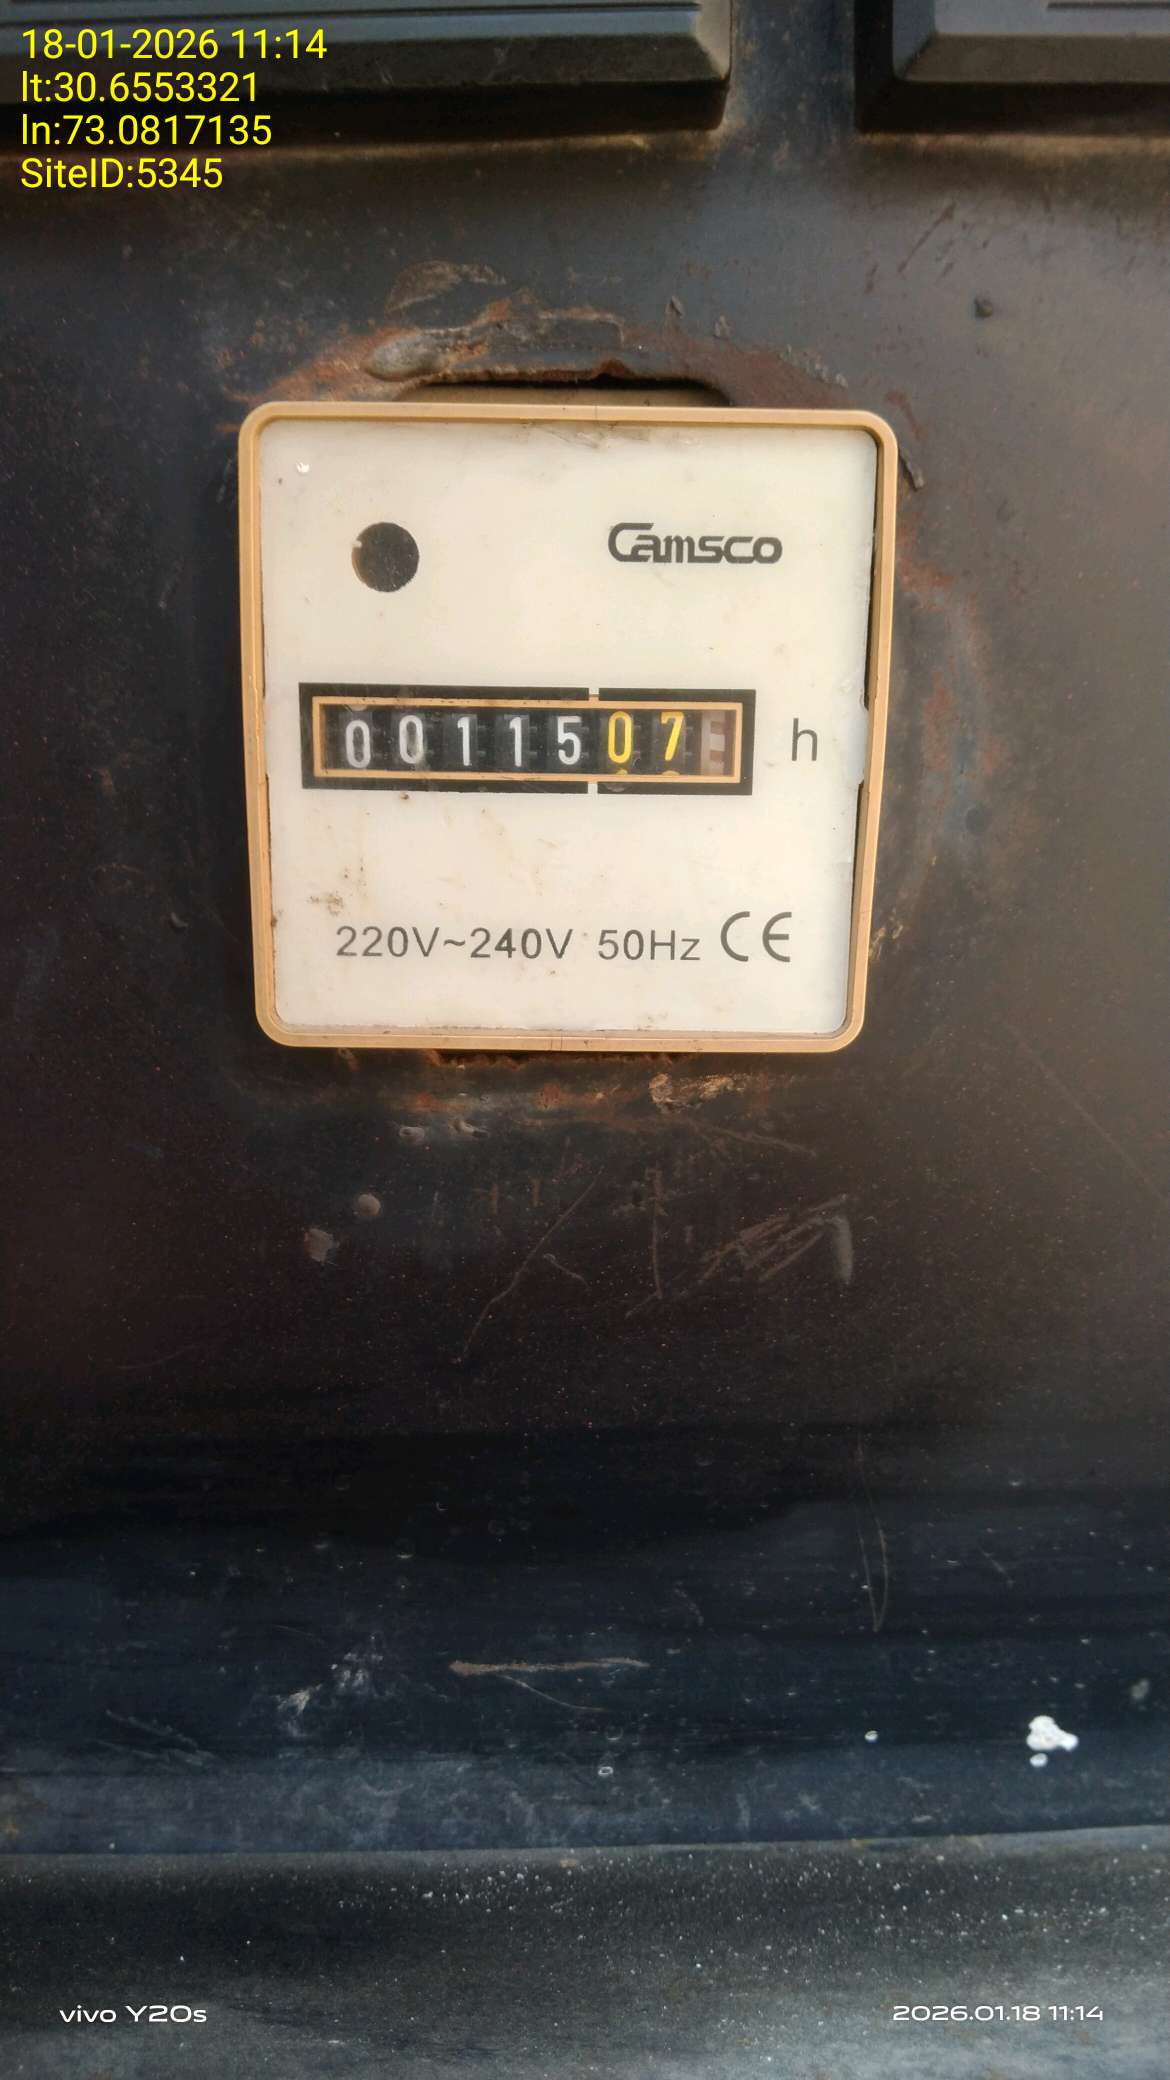 18-01-2026 11:14
lt:30.6553321
ln:73.0817135
SiteID:5345
Camsco
0011507 h
220V~240V 50Hz CE
vivo Y20s
2026.01.18 11:14